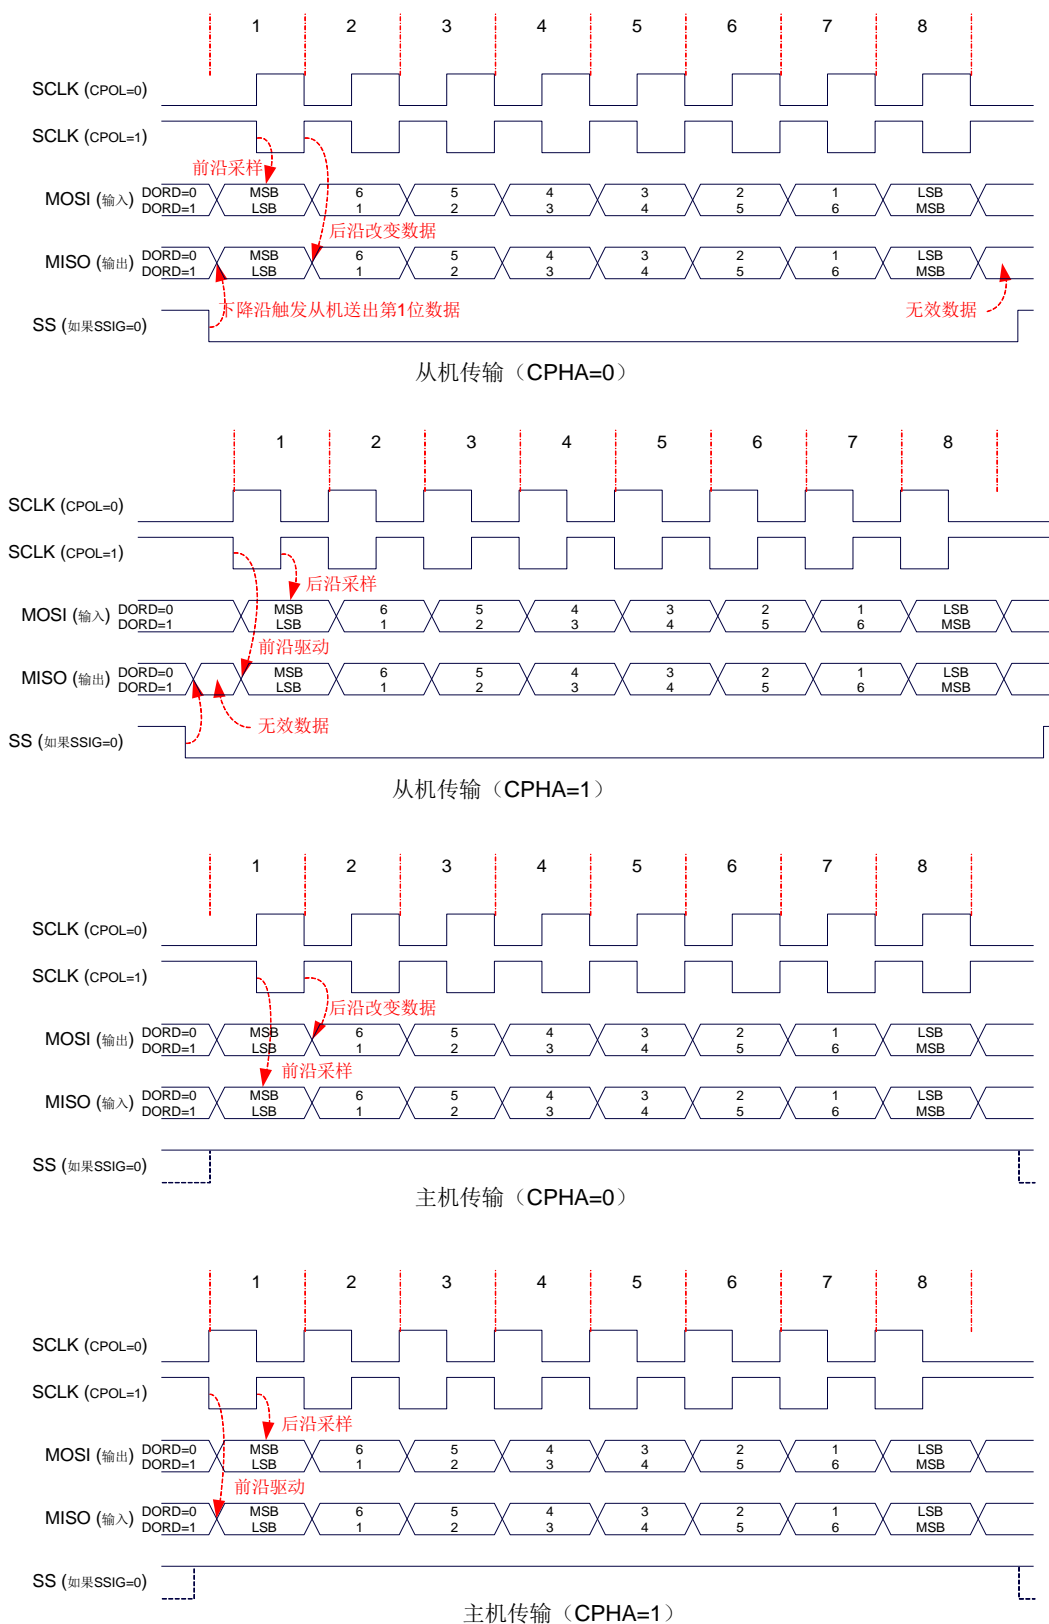 1 2 3 4 5 6 7 8
SCLK (CPOL=0)
SCLK (CPOL=1)
前沿采样
MOSI (输入) DORD=0 MSB 6 5 4 3 2 1 LSB
DORD=1 LSB 1 2 3 4 5 6 MSB
后沿改变数据
MISO (输出) DORD=0 MSB 6 5 4 3 2 1 LSB
DORD=1 LSB 1 2 3 4 5 6 MSB
下降沿触发从机送出第1位数据 无效数据
SS (如果SSIG=0)
从机传输（CPHA=0）
1 2 3 4 5 6 7 8
SCLK (CPOL=0)
SCLK (CPOL=1)
后沿采样
MOSI (输入) DORD=0 MSB 6 5 4 3 2 1 LSB
DORD=1 LSB 1 2 3 4 5 6 MSB
前沿驱动
MISO (输出) DORD=0 MSB 6 5 4 3 2 1 LSB
DORD=1 LSB 1 2 3 4 5 6 MSB
无效数据
SS (如果SSIG=0)
从机传输（CPHA=1）
1 2 3 4 5 6 7 8
SCLK (CPOL=0)
SCLK (CPOL=1)
后沿改变数据
MOSI (输出) DORD=0 MSB 6 5 4 3 2 1 LSB
DORD=1 LSB 1 2 3 4 5 6 MSB
前沿采样
MISO (输入) DORD=0 MSB 6 5 4 3 2 1 LSB
DORD=1 LSB 1 2 3 4 5 6 MSB
SS (如果SSIG=0)
主机传输（CPHA=0）
1 2 3 4 5 6 7 8
SCLK (CPOL=0)
SCLK (CPOL=1)
后沿采样
MOSI (输出) DORD=0 MSB 6 5 4 3 2 1 LSB
DORD=1 LSB 1 2 3 4 5 6 MSB
前沿驱动
MISO (输入) DORD=0 MSB 6 5 4 3 2 1 LSB
DORD=1 LSB 1 2 3 4 5 6 MSB
SS (如果SSIG=0)
主机传输（CPHA=1）